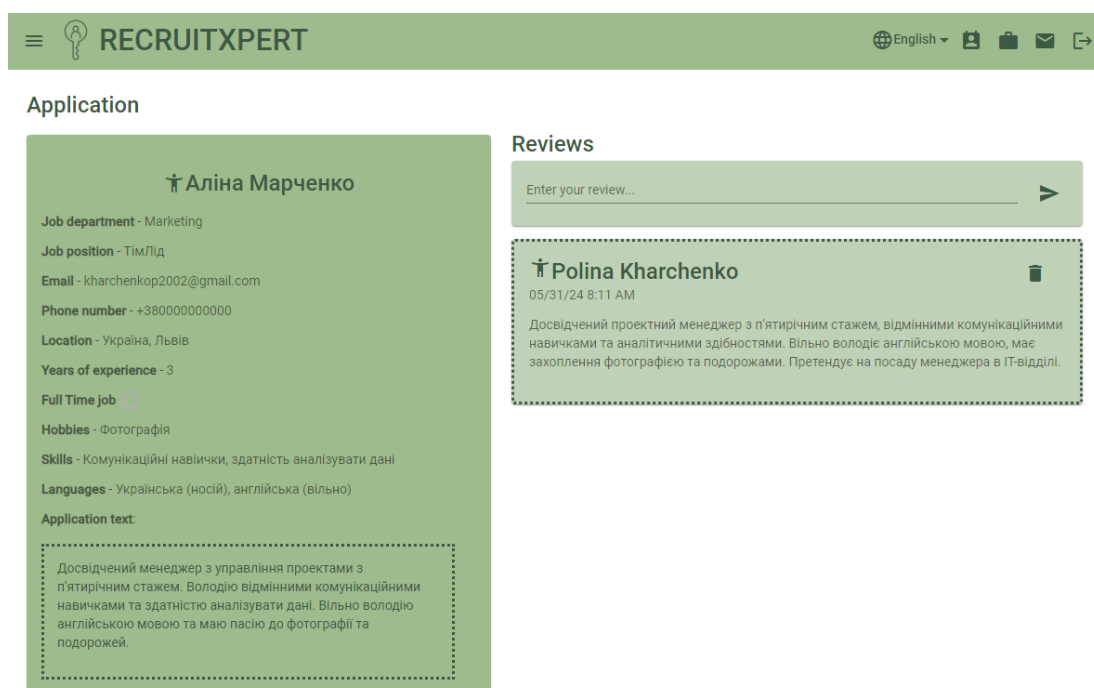 RECRUITXPERT
English
Application
Аліна Марченко
Job department - Marketing
Job position - ТімЛід
Email - kharchenkop2002@gmail.com
Phone number - +380000000000
Location - Україна, Львів
Years of experience - 3
Full Time job
Hobbies - Фотографія
Skills - Комунікаційні навіички, здатність аналізувати дані
Languages - Українська (носій), англійська (вільно)
Application text:
Досвідчений менеджер з управління проектами з
п'ятирічним стажем. Володію відмінними комунікаційними
навичками та здатністю аналізувати дані. Вільно володію
англійською мовою та маю пасію до фотографії та
подорожей.
Reviews
Enter your review...
Polina Kharchenko
05/31/24 8:11 AM
Досвідчений проектний менеджер з п'ятирічним стажем, відмінними комунікаційними
навичками та аналітичними здібностями. Вільно володіє англійською мовою, має
захоплення фотографією та подорожами. Претендує на посаду менеджера в ІТ-відділі.